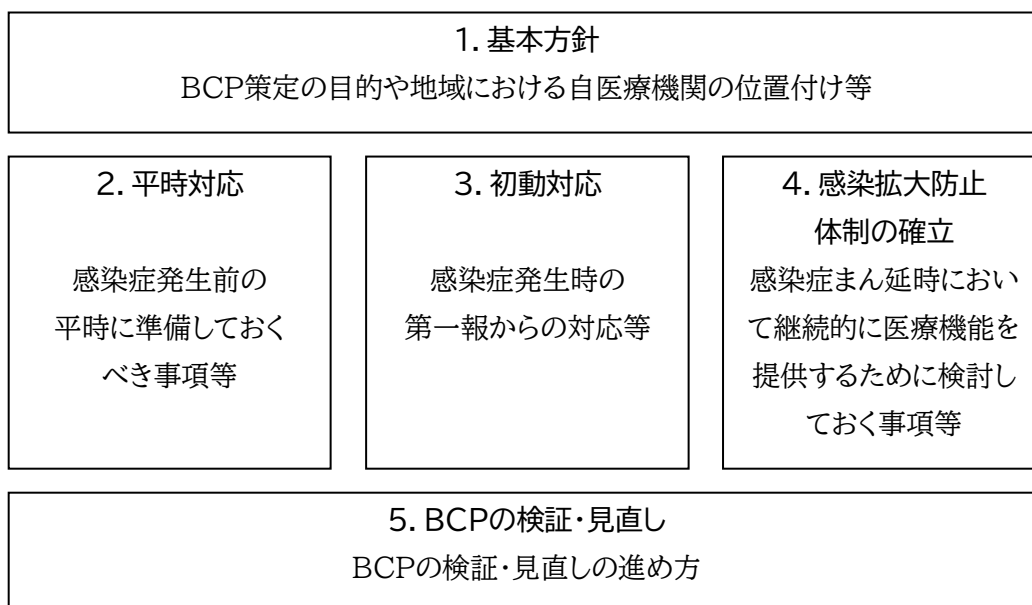 1. 基本方針
BCP策定の目的や地域における自医療機関の位置付け等
2. 平時対応
感染症発生前の
平時に準備しておく
べき事項等
3. 初動対応
感染症発生時の
第一報からの対応等
4. 感染拡大防止
体制の確立
感染症まん延時におい
て継続的に医療機能を
提供するために検討し
ておく事項等
5. BCPの検証・見直し
BCPの検証・見直しの進め方